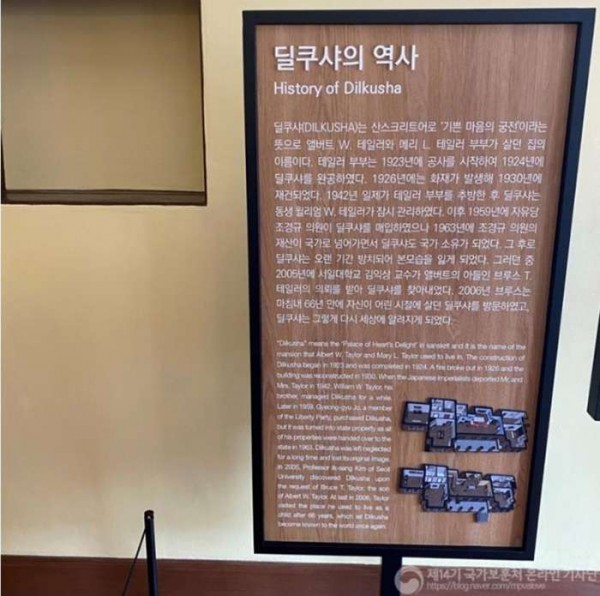 딜쿠샤의 역사
History of Dilkusha
딜쿠샤(DILKUSHA)는 산스크리트어로 '기쁜 마음의 궁전'이라는
뜻으로 앨버트 W. 테일러와 메리 L. 테일러 부부가 살던 집의
이름이다. 테일러 부부는 1923년에 공사를 시작하여 1924년에
딜쿠샤를 완공하였다. 1926년에는 화재가 발생해 1930년에
재건되었다. 1942년 일제가 테일러 부부를 추방한 후 딜쿠샤는
동생 윌리엄 W. 테일러가 잠시 관리하였다. 이후 1959년에 자유당
조경규 의원이 딜쿠샤를 매입하였으나 1963년에 조경규 의원의
재산이 국가로 넘어가면서 딜쿠샤도 국가 소유가 되었다. 그 후로
딜쿠샤는 오랜 기간 방치되어 본모습을 잃게 되었다. 그러던 중
2005년에 서일대학교 김익상 교수가 앨버트의 아들인 브루스 T.
테일러의 의뢰를 받아 딜쿠샤를 찾아내었다. 2006년 브루스는
마침내 66년 만에 자신이 어린 시절에 살던 딜쿠샤를 방문하였고,
딜쿠샤는 그렇게 다시 세상에 알려지게 되었다.
"Dilkusha" means the 'Palace of Heart's Delight' in sanskrit and it is the name of the
mansion that Albert W. Taylor and Mary L. Taylor used to live in. The construction of
Dilkusha began in 1923 and was completed in 1924. A fire broke out in 1926 and the
building was reconstructed in 1930. When the Japanese imperialists deported Mr. and
Mrs. Taylor in 1942, William W. Taylor, his
brother, managed Dilkusha for a while.
Later in 1959, Gyeong-gyu Jo, a member
of the Liberty Party, purchased Dilkusha,
but it was turned into state property as all
of his properties were handed over to the
state in 1963. Dilkusha was left neglected
for a long time and lost its original image.
In 2005, Professor Ik-sang Kim of Seoil
University discovered Dilkusha upon
the request of Bruce T. Taylor, the son
of Albert W. Taylor. At last in 2006, Taylor
visited the place he used to live as a
child after 66 years, which let Dilkusha
become known to the world once again.
제14기 국가보훈처 온라인 기자단
https://blog.naver.com/mpvalove